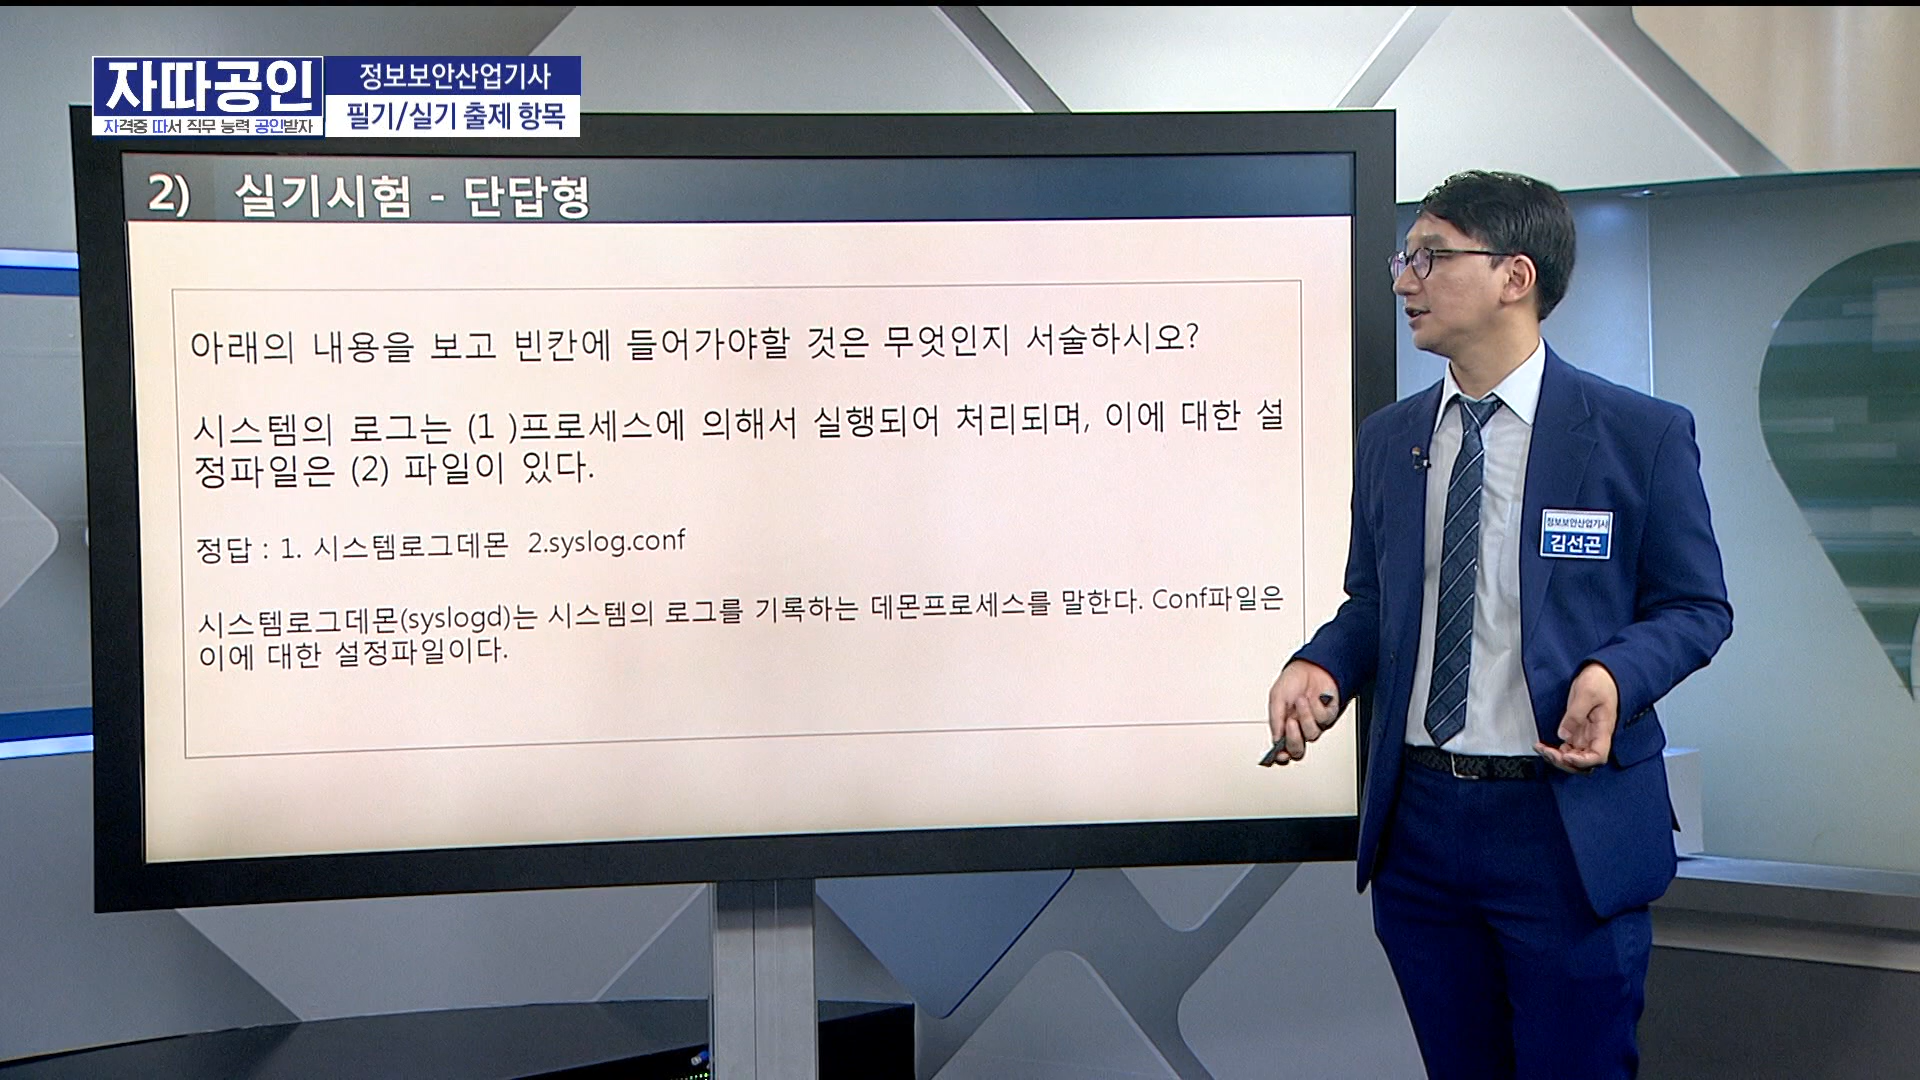 자따공인
자격증 따서 직무 능력 공인받자
정보보안산업기사
필기/실기 출제 항목
2) 실기시험 - 단답형
아래의 내용을 보고 빈칸에 들어가야할 것은 무엇인지 서술하시오?
시스템의 로그는 (1 )프로세스에 의해서 실행되어 처리되며, 이에 대한 설
정파일은 (2) 파일이 있다.
정답 : 1. 시스템로그데몬 2.syslog.conf
시스템로그데몬(syslogd)는 시스템의 로그를 기록하는 데몬프로세스를 말한다. Conf파일은
이에 대한 설정파일이다.
정보보안산업기사
김선곤